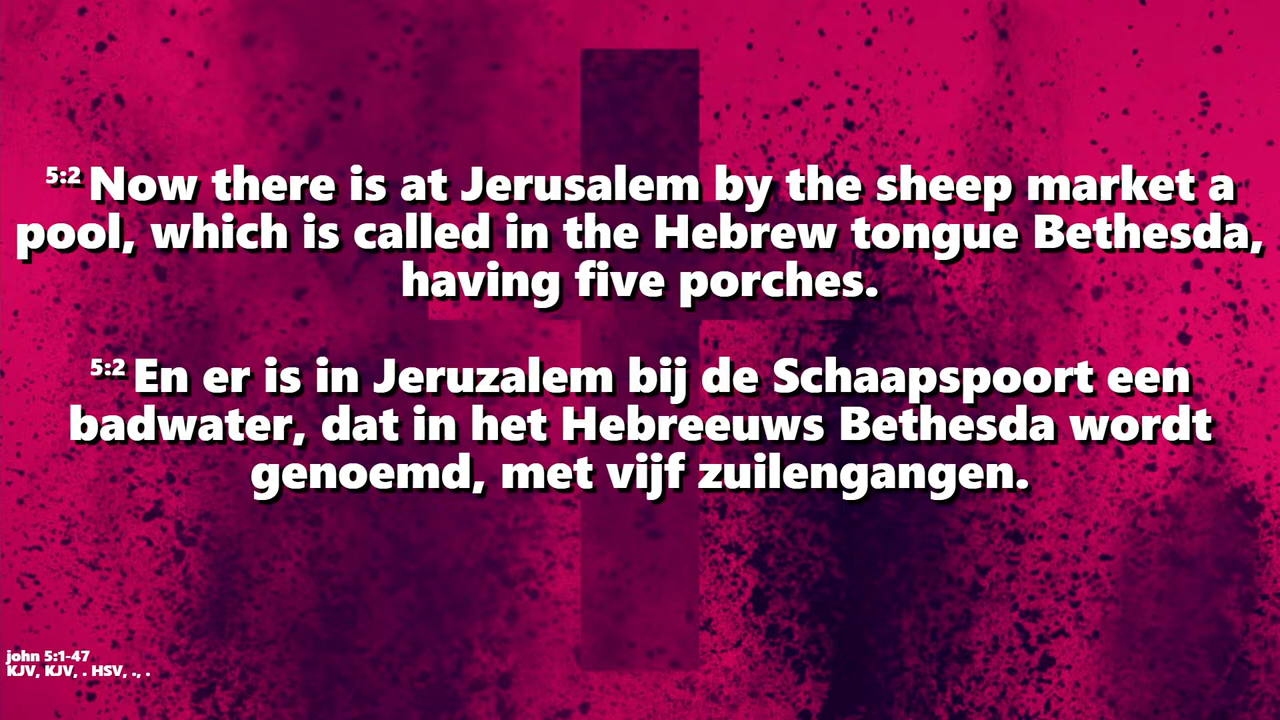 5:2 Now there is at Jerusalem by the sheep market a
pool, which is called in the Hebrew tongue Bethesda,
having five porches.
5:2 En er is in Jeruzalem bij de Schaapspoort een
badwater, dat in het Hebreeuws Bethesda wordt
genoemd, met vijf zuilengangen.
john 5:1-47
KJV, KJV, . HSV, ., .